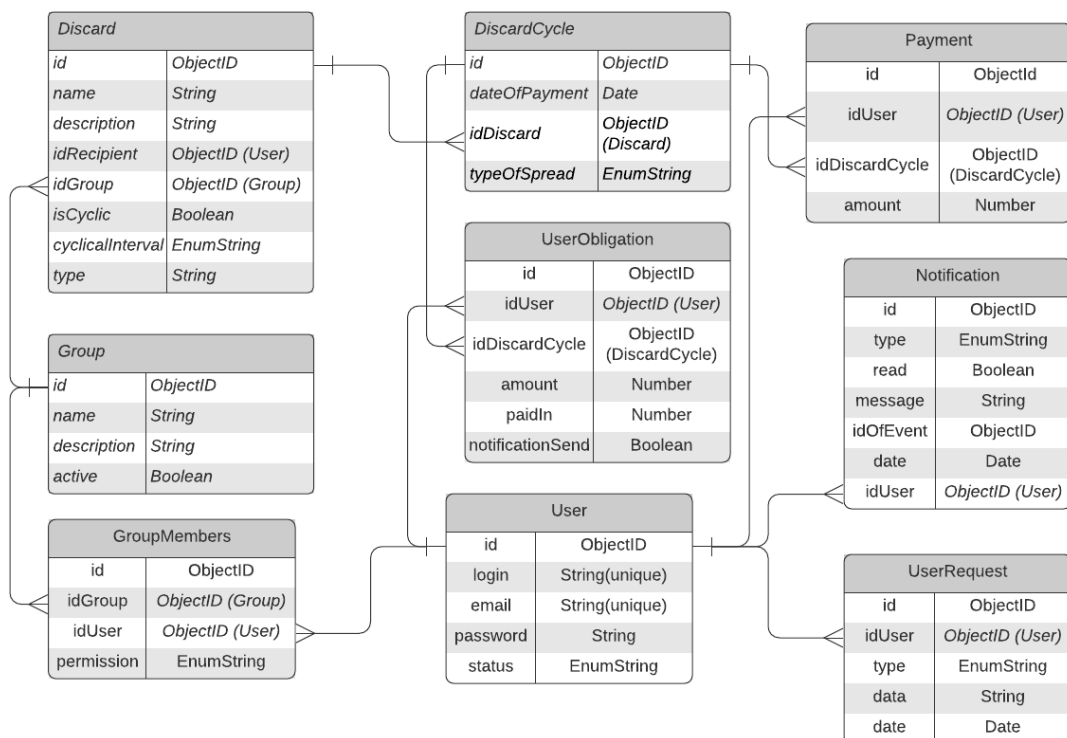 Discard
id ObjectID
name String
description String
idRecipient ObjectID (User)
idGroup ObjectID (Group)
isCyclic Boolean
cyclicalInterval EnumString
type String
DiscardCycle
id ObjectID
dateOfPayment Date
idDiscard ObjectID
(Discard)
typeOfSpread EnumString
Payment
id ObjectId
idUser ObjectID (User)
idDiscardCycle ObjectID
(DiscardCycle)
amount Number
UserObligation
id ObjectID
idUser ObjectID (User)
idDiscardCycle ObjectID
(DiscardCycle)
amount Number
paidIn Number
notificationSend Boolean
Notification
id ObjectID
type EnumString
read Boolean
message String
idOfEvent ObjectID
date Date
idUser ObjectID (User)
Group
id ObjectID
name String
description String
active Boolean
GroupMembers
id ObjectID
idGroup ObjectID (Group)
idUser ObjectID (User)
permission EnumString
User
id ObjectID
login String(unique)
email String(unique)
password String
status EnumString
UserRequest
id ObjectID
idUser ObjectID (User)
type EnumString
data String
date Date